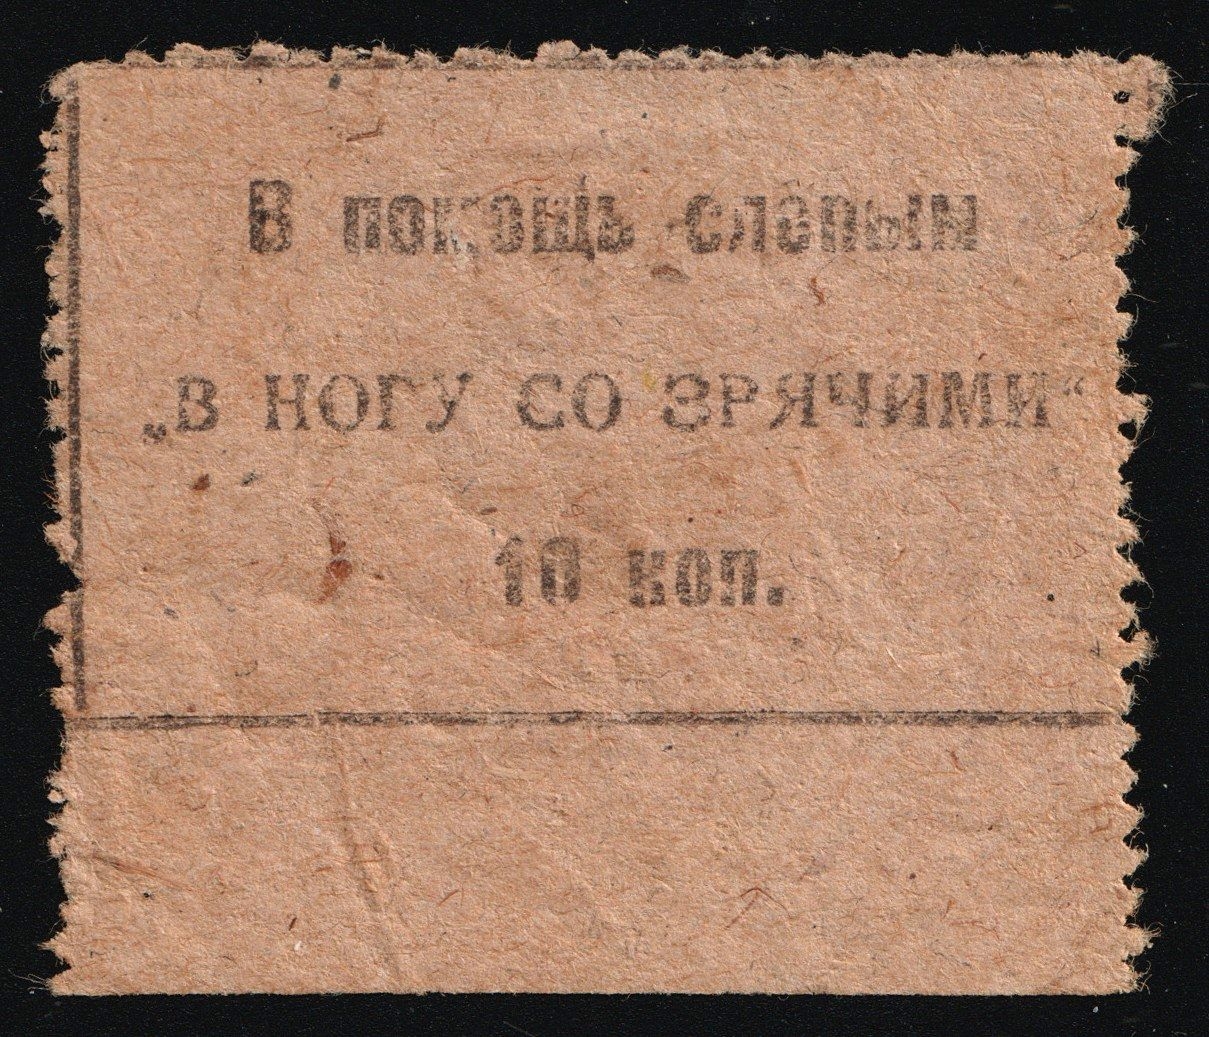 В помощь слепым
„В НОГУ СО ЗРЯЧИМИ“
10 коп.